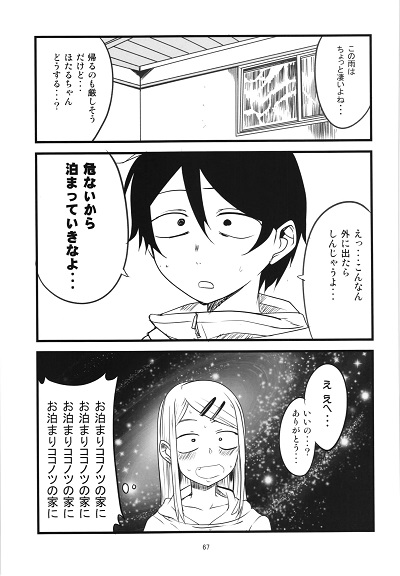 この雨は
ちょっと凄いよね・・・
帰るのも厳しそう
だけど・・・
ほたるちゃん
どうする・・・?
えっ・・・こんなん
外に出たら
しんじゃうよ・・・
危ないから
泊まっていきなよ・・・
え えへ・・・
いいの・・・?
ありがとう・・・
お泊まりココノツの家に
お泊まりココノツの家に
お泊まりココノツの家に
お泊まりココノツの家に
67